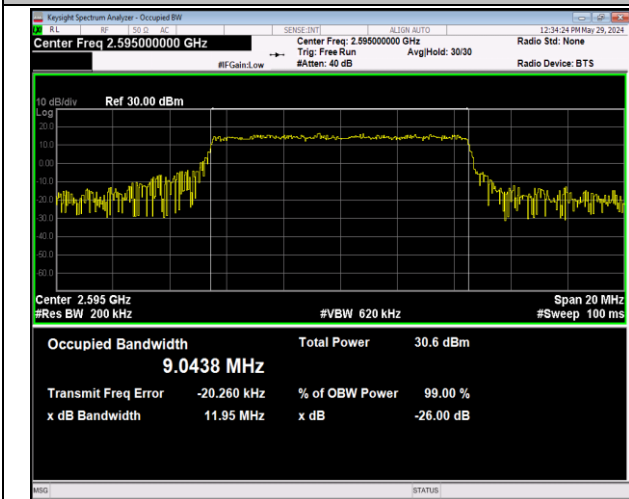 Keysight Spectrum Analyzer - Occupied BW
RL RF 50 Ω AC SENSE:INT ALIGN AUTO 12:34:24 PM May 29, 2024
Center Freq 2.595000000 GHz Center Freq: 2.595000000 GHz Radio Std: None
Trig: Free Run Avg|Hold: 30/30
#IFGain:Low #Atten: 40 dB Radio Device: BTS
10 dB/div Ref 30.00 dBm
Log
20.0
10.0
0.00
-10.0
-20.0
-30.0
-40.0
-50.0
-60.0
Center 2.595 GHz Span 20 MHz
#Res BW 200 kHz #VBW 620 kHz #Sweep 100 ms
Occupied Bandwidth Total Power 30.6 dBm
9.0438 MHz
Transmit Freq Error -20.260 kHz % of OBW Power 99.00 %
x dB Bandwidth 11.95 MHz x dB -26.00 dB
MSG STATUS